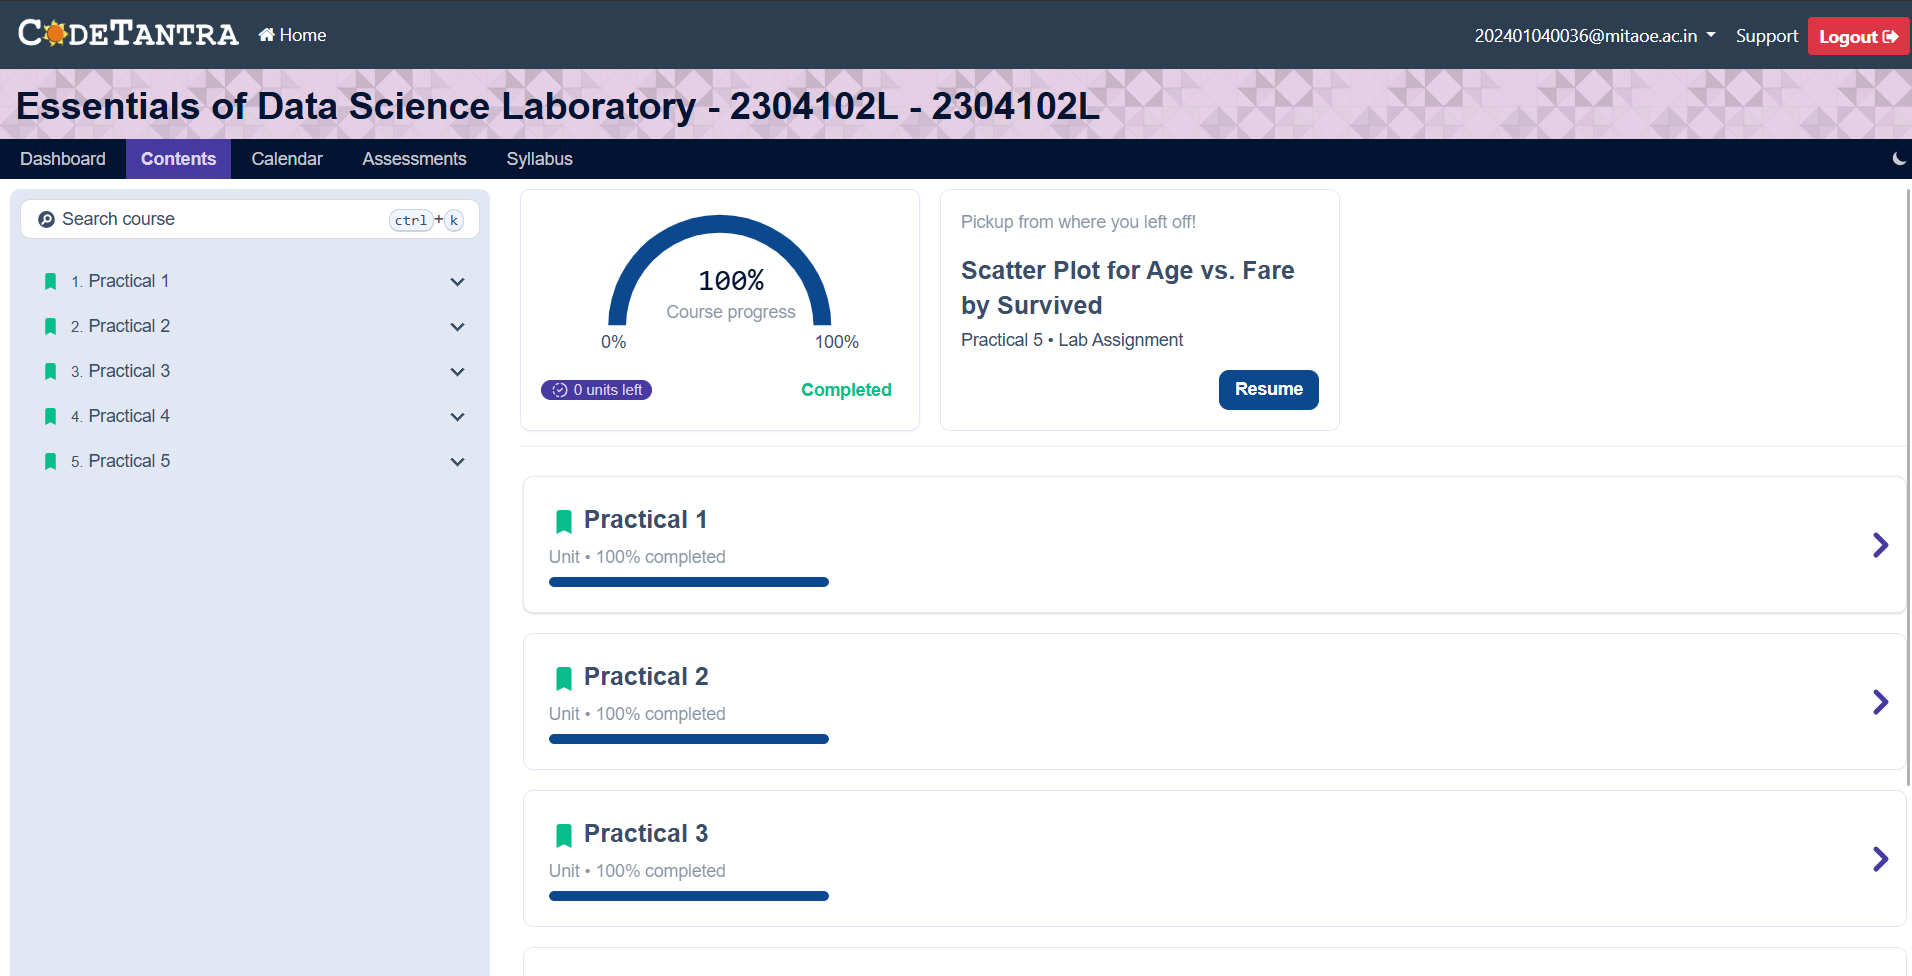 CODETANTRA
Home
202401040036@mitaoe.ac.in
Support
Logout
Essentials of Data Science Laboratory - 2304102L - 2304102L
Dashboard
Contents
Calendar
Assessments
Syllabus
Search course
ctrl+k
1. Practical 1
2. Practical 2
3. Practical 3
4. Practical 4
5. Practical 5
100%
Course progress
0%
100%
0 units left
Completed
Pickup from where you left off!
Scatter Plot for Age vs. Fare
by Survived
Practical 5 • Lab Assignment
Resume
Practical 1
Unit • 100% completed
Practical 2
Unit • 100% completed
Practical 3
Unit • 100% completed